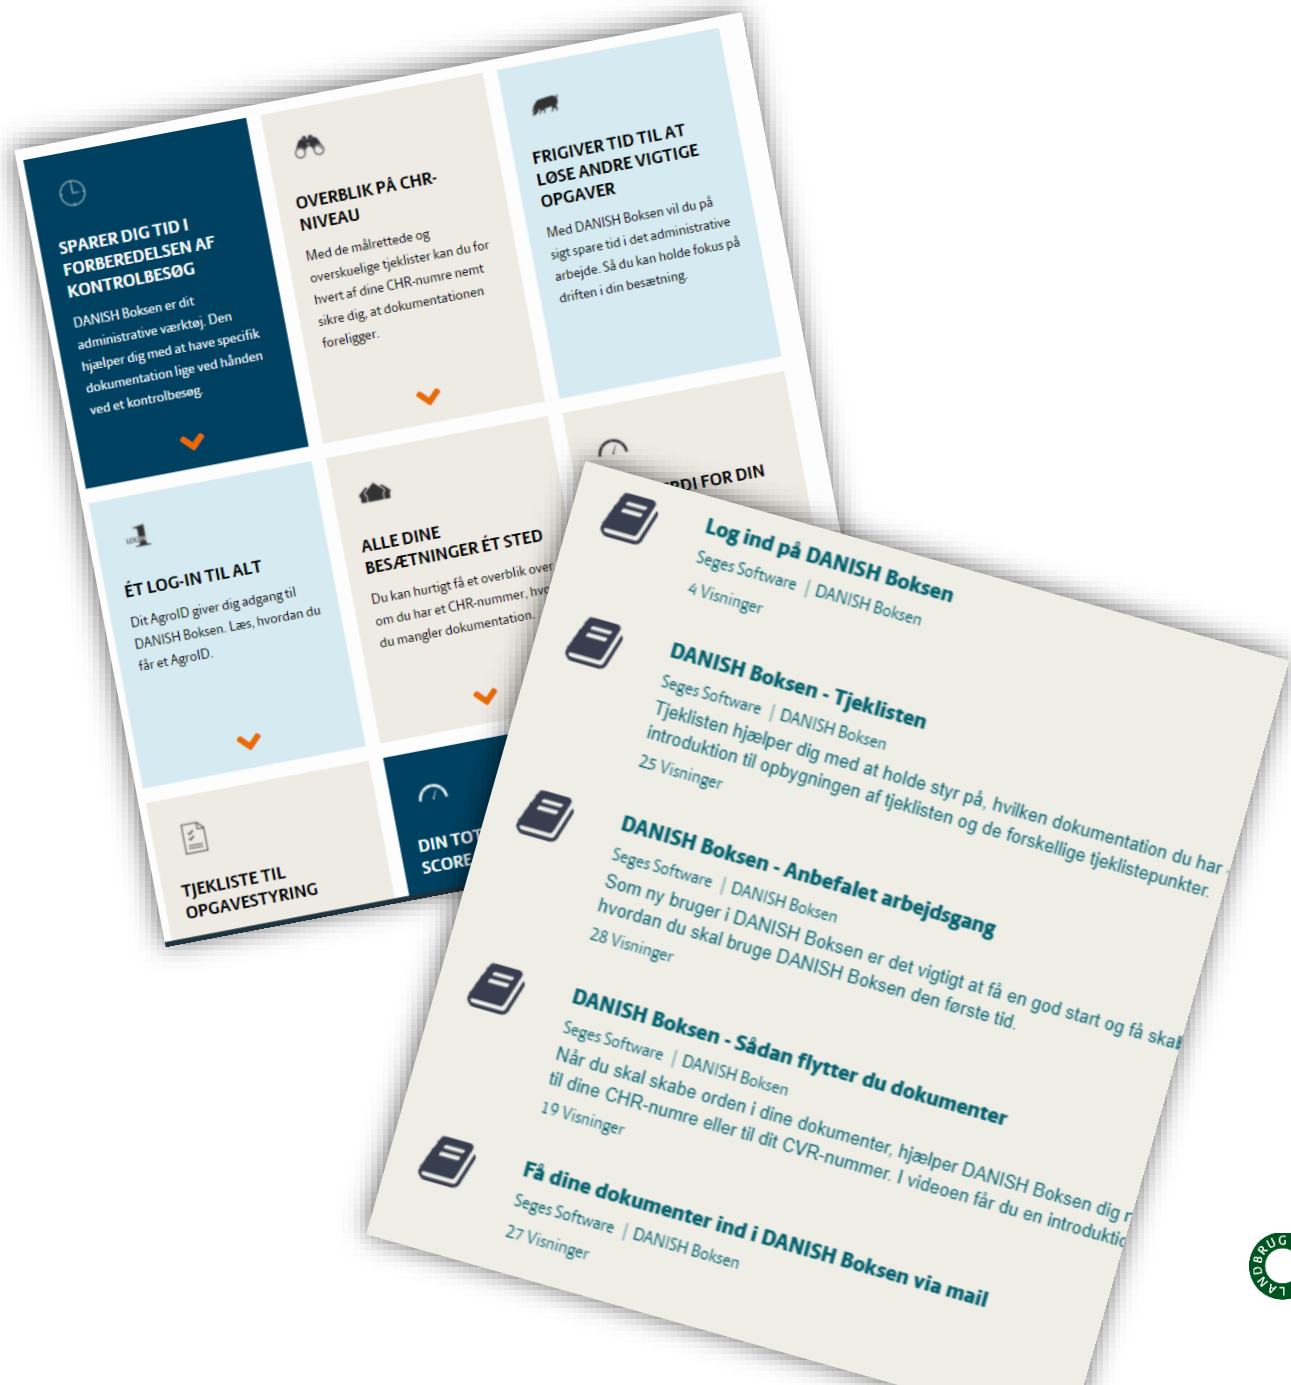 SPARER DIG TID I
FORBEREDELSEN AF
KONTROLBESØG
DANISH Boksen er dit
administrative værktøj. Den
hjælper dig med at have specifik
dokumentation lige ved hånden
ved et kontrolbesøg.
OVERBLIK PÅ CHR-
NIVEAU
Med de målrettede og
overskuelige tjeklister kan du for
hvert af dine CHR-numre nemt
sikre dig, at dokumentationen
foreligger.
FRIGIVER TID TIL AT
LØSE ANDRE VIGTIGE
OPGAVER
Med DANISH Boksen vil du på
sigt spare tid i det administrative
arbejde. Så du kan holde fokus på
driften i din besætning.
ÉT LOG-IN TIL ALT
Dit AgroID giver dig adgang til
DANISH Boksen. Læs, hvordan du
får et AgroID.
ALLE DINE
BESÆTNINGER ÉT STED
Du kan hurtigt få et overblik over
om du har et CHR-nummer, hvo
du mangler dokumentation.
RDI FOR DIN
TJEKLISTE TIL
OPGAVESTYRING
DIN TOT
SCORE
Log ind på DANISH Boksen
Seges Software | DANISH Boksen
4 Visninger
DANISH Boksen - Tjeklisten
Seges Software | DANISH Boksen
Tjeklisten hjælper dig med at holde styr på, hvilken dokumentation du har
introduktion til opbygningen af tjeklisten og de forskellige tjeklistepunkter.
25 Visninger
DANISH Boksen - Anbefalet arbejdsgang
Seges Software | DANISH Boksen
Som ny bruger i DANISH Boksen er det vigtigt at få en god start og få skab
hvordan du skal bruge DANISH Boksen den første tid.
28 Visninger
DANISH Boksen - Sådan flytter du dokumenter
Seges Software | DANISH Boksen
Når du skal skabe orden i dine dokumenter, hjælper DANISH Boksen dig
til dine CHR-numre eller til dit CVR-nummer. I videoen får du en introduktio
19 Visninger
Få dine dokumenter ind i DANISH Boksen via mail
Seges Software | DANISH Boksen
27 Visninger
LANDBRUG